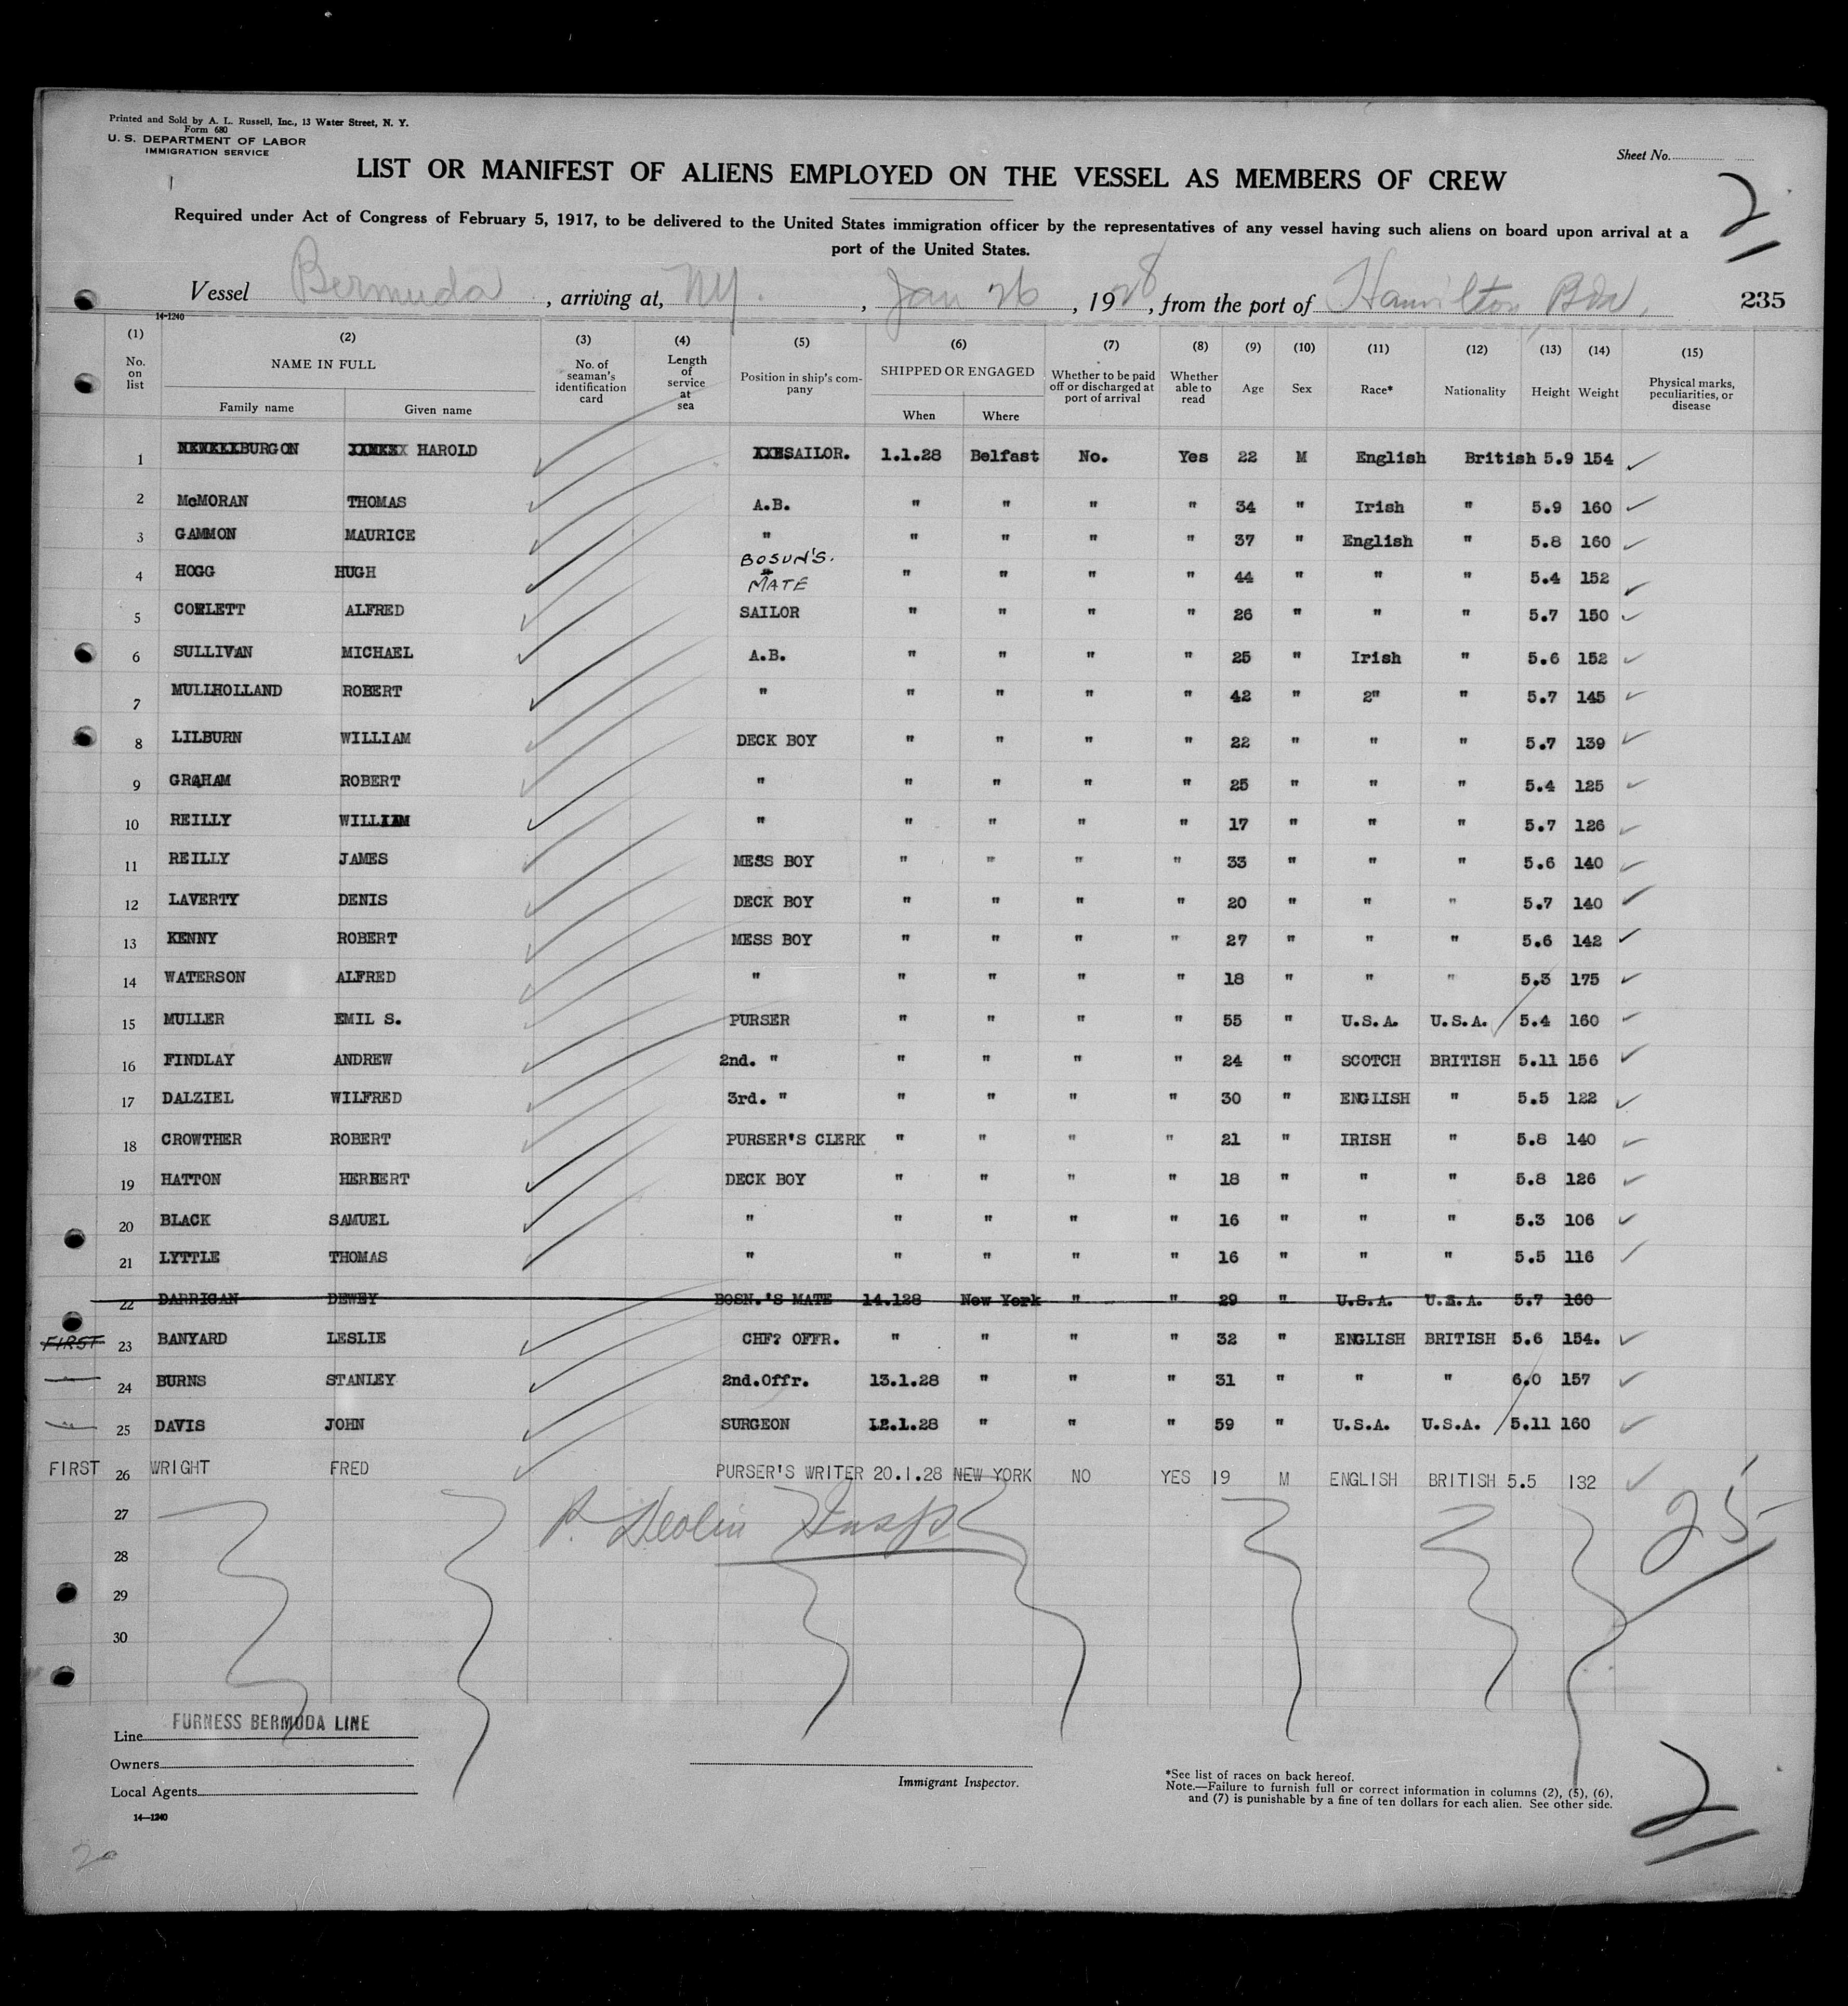 Printed and Sold by A. L. Russell, Inc., 13 Water Street, N. Y.
Form 680
U. S. DEPARTMENT OF LABOR
IMMIGRATION SERVICE
Sheet No.
LIST OR MANIFEST OF ALIENS EMPLOYED ON THE VESSEL AS MEMBERS OF CREW
2
Required under Act of Congress of February 5, 1917, to be delivered to the United States immigration officer by the representatives of any vessel having such aliens on board upon arrival at a
port of the United States.
Vessel Bermuda, arriving at, NY., Jan 26, 1928, from the port of Hamilton, Bda. 235
14-1240
(1) (2) (3) (4) (5) (6) (7) (8) (9) (10) (11) (12) (13) (14) (15)
No. on list NAME IN FULL Family name Given name No. of seaman's identification card Length of service at sea Position in ship's company SHIPPED OR ENGAGED When Where Whether to be paid off or discharged at port of arrival Whether able to read Age Sex Race* Nationality Height Weight Physical marks, peculiarities, or disease
1 BURGON HAROLD SAILOR. 1.1.28 Belfast No. Yes 22 M English British 5.9 154
2 McMORAN THOMAS A.B. " " " " 34 " Irish " 5.9 160
3 GAMMON MAURICE " " " " " 37 " English " 5.8 160
4 HOGG HUGH BOSUN'S. MATE " " " " 44 " " " 5.4 152
5 CORLETT ALFRED SAILOR " " " " 26 " " " 5.7 150
6 SULLIVAN MICHAEL A.B. " " " " 25 " Irish " 5.6 152
7 MULLHOLLAND ROBERT " " " " " 42 " 2" " 5.7 145
8 LILBURN WILLIAM DECK BOY " " " " 22 " " " 5.7 139
9 GRAHAM ROBERT " " " " " 25 " " " 5.4 125
10 REILLY WILLIAM " " " " " 17 " " " 5.7 126
11 REILLY JAMES MESS BOY " " " " 33 " " " 5.6 140
12 LAVERTY DENIS DECK BOY " " " " 20 " " " 5.7 140
13 KENNY ROBERT MESS BOY " " " " 27 " " " 5.6 142
14 WATERSON ALFRED " " " " " 18 " " " 5.3 175
15 MULLER EMIL S. PURSER " " " " 55 " U.S.A. U.S.A. 5.4 160
16 FINDLAY ANDREW 2nd. " " " " " 24 " SCOTCH BRITISH 5.11 156
17 DALZIEL WILFRED 3rd. " " " " " 30 " ENGLISH " 5.5 122
18 CROWTHER ROBERT PURSER'S CLERK " " " " 21 " IRISH " 5.8 140
19 HATTON HERBERT DECK BOY " " " " 18 " " " 5.8 126
20 BLACK SAMUEL " " " " " 16 " " " 5.3 106
21 LYTTLE THOMAS " " " " " 16 " " " 5.5 116
22 DARRIGAN DEWEY BOSN.'S MATE 14.128 New York " " 29 " U.S.A. U.S.A. 5.7 160
FIRST 23 BANYARD LESLIE CHF? OFFR. " " " " 32 " ENGLISH BRITISH 5.6 154.
" 24 BURNS STANLEY 2nd.Offr. 13.1.28 " " " 31 " " " 6.0 157
" 25 DAVIS JOHN SURGEON 12.1.28 " " " 59 " U.S.A. U.S.A. 5.11 160
FIRST 26 WRIGHT FRED PURSER'S WRITER 20.1.28 NEW YORK NO YES 19 M ENGLISH BRITISH 5.5 132
27
25
28
29
30
Line FURNESS BERMUDA LINE
Owners
Local Agents
Immigrant Inspector.
*See list of races on back hereof.
Note.—Failure to furnish full or correct information in columns (2), (5), (6),
and (7) is punishable by a fine of ten dollars for each alien. See other side.
14—1240
2